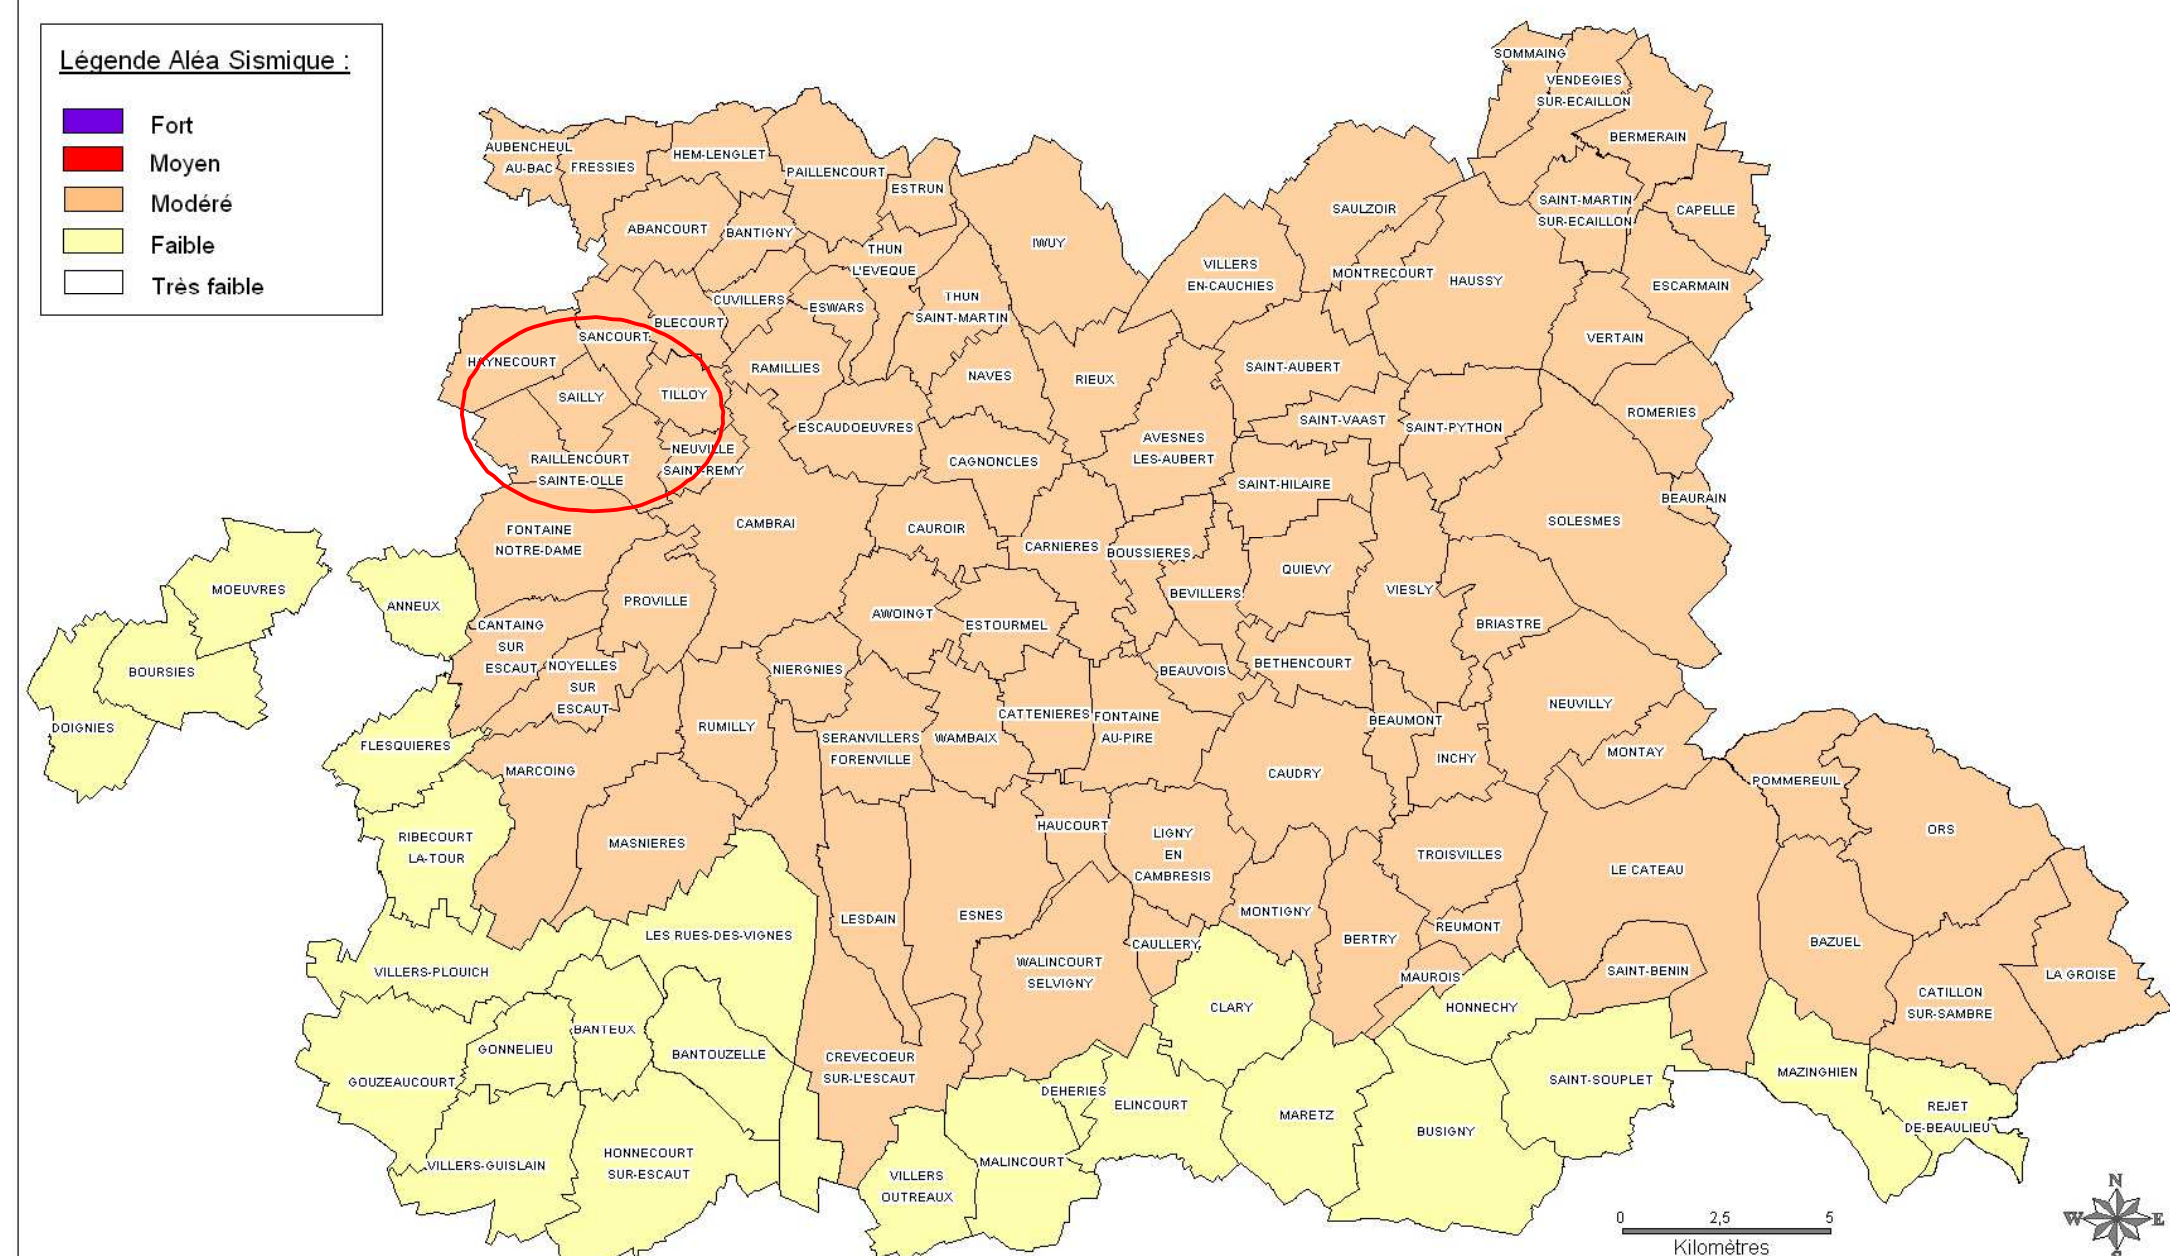 Légende Aléa Sismique :
Fort
Moyen
Modéré
Faible
Très faible
SOMMAING
VENDEGIES
SUR-ECAILLON
BERMERAIN
AUBENCHEUL
AU-BAC
FRESSIES
HEM-LENGLET
PAILLENCOURT
ESTRUN
SAINT-MARTIN
SUR-ECAILLON
CAPELLE
ABANCOURT
BANTIGNY
THUN
L'EVEQUE
IWUY
SAULZOIR
VILLERS
EN-CAUCHIES
MONTRECOURT
HAUSSY
ESCARMAIN
CUVILLERS
ESWARS
THUN
SAINT-MARTIN
BLECOURT
SANCOURT
VERTAIN
HAYNECOURT
RAMILLIES
NAVES
RIEUX
SAINT-AUBERT
SAILLY
TILLOY
ROMERIES
ESCAUDOEUVRES
SAINT-VAAST
SAINT-PYTHON
AVESNES
LES-AUBERT
NEUVILLE
SAINT-REMY
RAILLENCOURT
SAINTE-OLLE
CAGNONCLES
SAINT-HILAIRE
BEAURAIN
CAMBRAI
CAUROIR
SOLESMES
FONTAINE
NOTRE-DAME
CARNIERES
BOUSSIERES
QUIEVY
MOEUVRES
ANNEUX
PROVILLE
BEVILLERS
VIESLY
AWOINGT
ESTOURMEL
BRIASTRE
CANTAING
SUR
ESCAUT
NOYELLES
SUR
ESCAUT
NIERGNIES
BEAUVOIS
BETHENCOURT
BOURSIES
DOIGNIES
NEUVILLY
FLESQUIERES
RUMILLY
SERANVILLERS
FORENVILLE
WAMBAIX
CATTENIERES
FONTAINE
AU-PIRE
BEAUMONT
INCHY
MONTAY
MARCOING
CAUDRY
POMMEREUIL
RIBECOURT
LA-TOUR
MASNIERES
HAUCOURT
LIGNY
EN
CAMBRESIS
TROISVILLES
LE CATEAU
ORS
LES RUES-DES-VIGNES
LESDAIN
ESNES
MONTIGNY
BERTRY
REUMONT
CAULLERY
BAZUEL
VILLERS-PLOUICH
WALINCOURT
SELVIGNY
MAUROIS
SAINT-BENIN
LA GROISE
CATILLON
SUR-SAMBRE
CLARY
HONNECHY
BANTEUX
GONNELIEU
BANTOUZELLE
CREVECOEUR
SUR-L'ESCAUT
GOUZEAUCOURT
DEHERIES
ELINCOURT
SAINT-SOUPLET
MAZINGHIEN
MARETZ
BUSIGNY
REJET
DE-BEAULIEU
VILLERS-GUISLAIN
HONNECOURT
SUR-ESCAUT
VILLERS
OUTREAUX
MALINCOURT
0 2,5 5
Kilomètres
N
W E
S